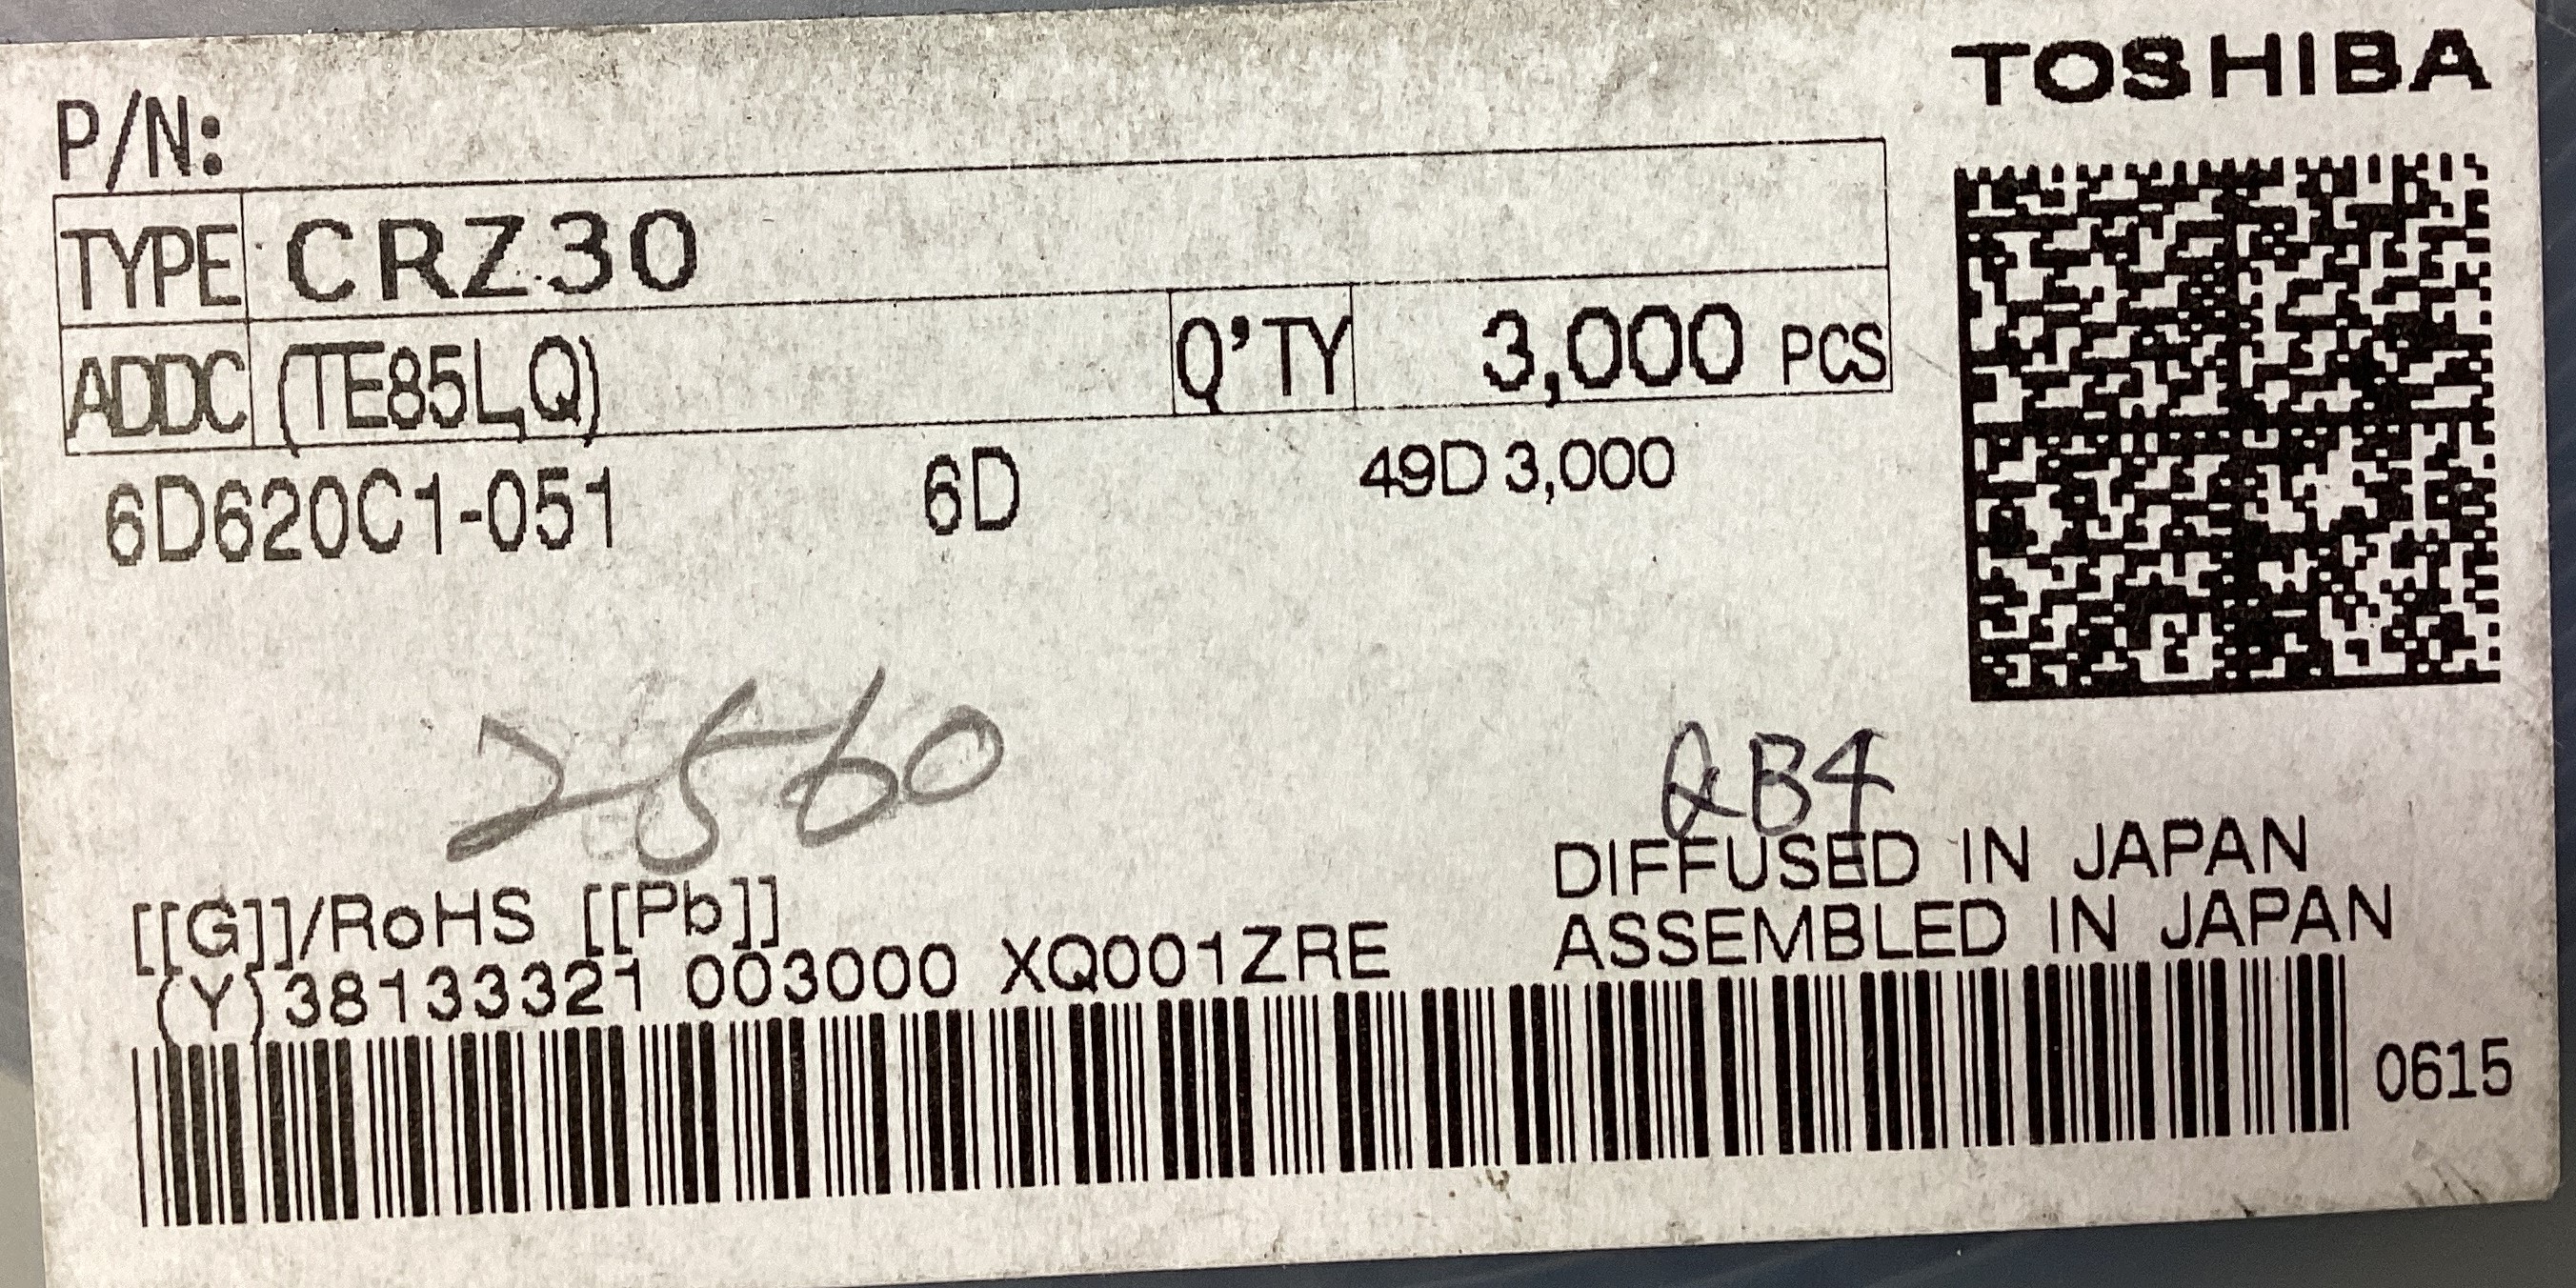 TOSHIBA
P/N:
TYPE CRZ30
ADDC (TE85L,Q) Q'TY 3,000 PCS
6D620C1-051 6D 49D 3,000
2560
QB4
DIFFUSED IN JAPAN
[[G]]/RoHS [[Pb]]
ASSEMBLED IN JAPAN
(Y)38133321 003000 XQ001ZRE
0615